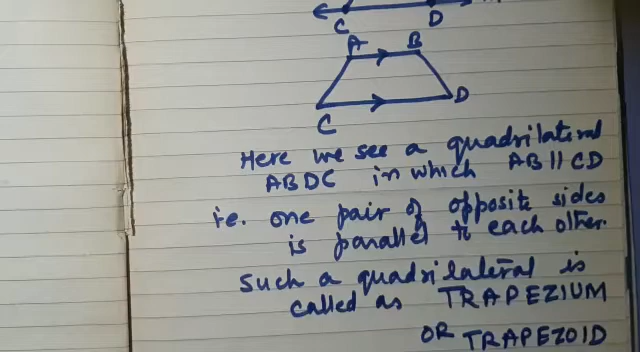 C D
A B
C D
Here we see a quadrilateral
ABDC in which AB || CD
i.e. one pair of opposite sides
is parallel to each other.
such a quadrilateral is
called as TRAPEZIUM
OR TRAPEZOID